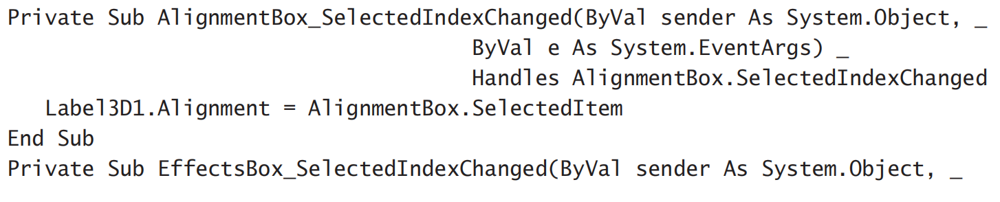 Private Sub AlignmentBox_SelectedIndexChanged(ByVal sender As System.Object, _
ByVal e As System.EventArgs) _
Handles AlignmentBox.SelectedIndexChanged
Label3D1.Alignment = AlignmentBox.SelectedItem
End Sub
Private Sub EffectsBox_SelectedIndexChanged(ByVal sender As System.Object, _